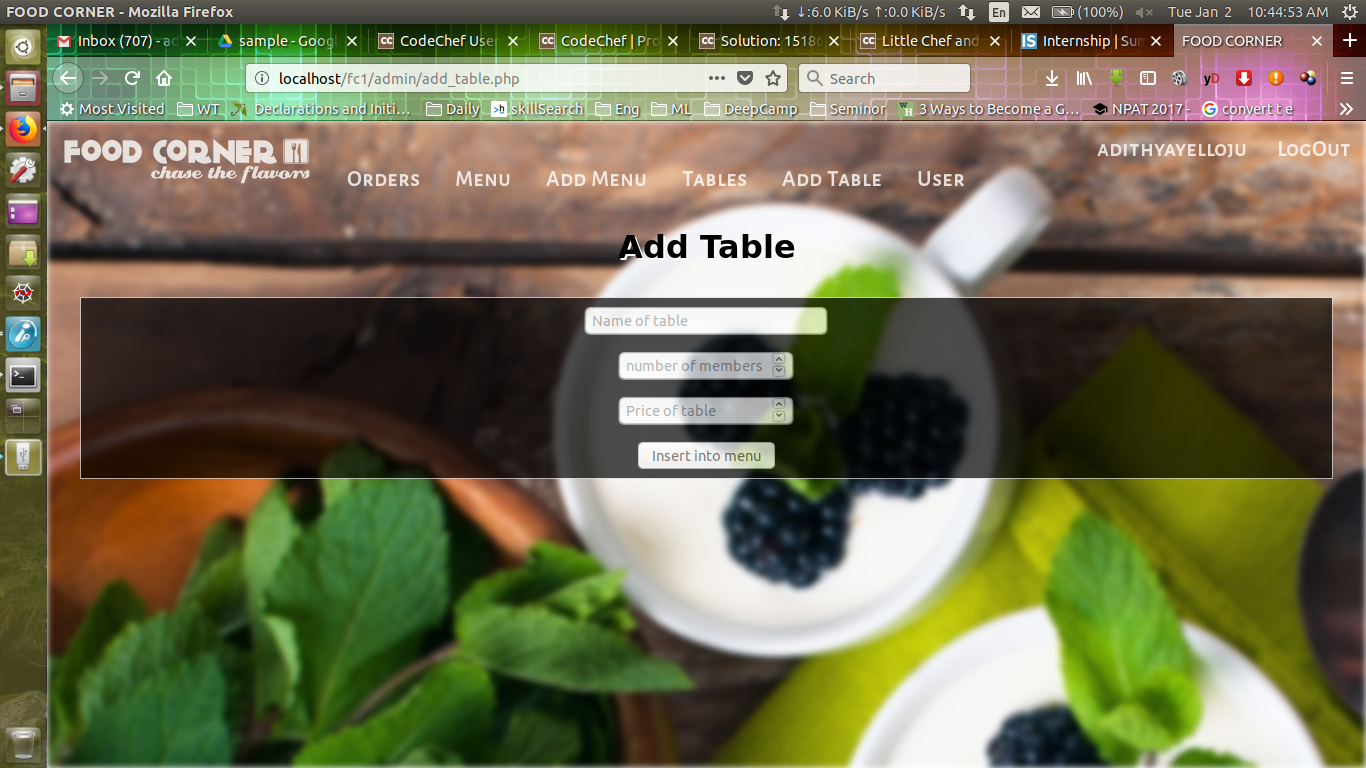 FOOD CORNER - Mozilla Firefox
↓:6.0 KiB/s ↑:0.0 KiB/s En (100%) Tue Jan 2 10:44:53 AM
Inbox (707) - ad sample - Googl CodeChef User CodeChef | Pro Solution: 15186 Little Chef and Internship | Sum FOOD CORNER
localhost/fc1/admin/add_table.php Search
Most Visited WT Declarations and Initi... Daily skillSearch Eng ML DeepCamp Seminor 3 Ways to Become a G... NPAT 2017 - convert t e
FOOD CORNER
chase the flavors
adithyayelloju LogOut
Orders Menu Add Menu Tables Add Table User
Add Table
Name of table
number of members
Price of table
Insert into menu